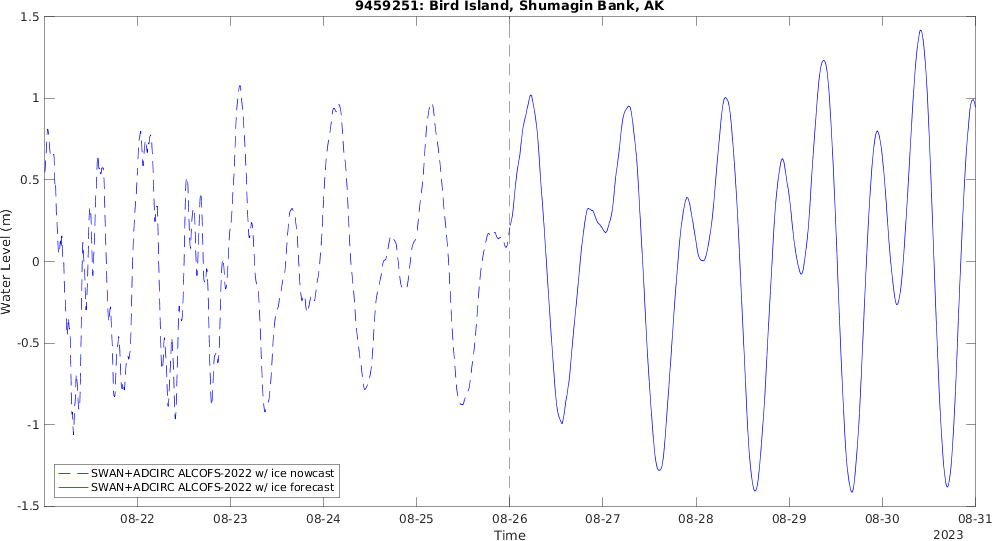 9459251: Bird Island, Shumagin Bank, AK
1.5
1
0.5
0
-0.5
-1
-1.5
Water Level (m)
SWAN+ADCIRC ALCOFS-2022 w/ ice nowcast
SWAN+ADCIRC ALCOFS-2022 w/ ice forecast
08-22 08-23 08-24 08-25 08-26 08-27 08-28 08-29 08-30 08-31
Time
2023